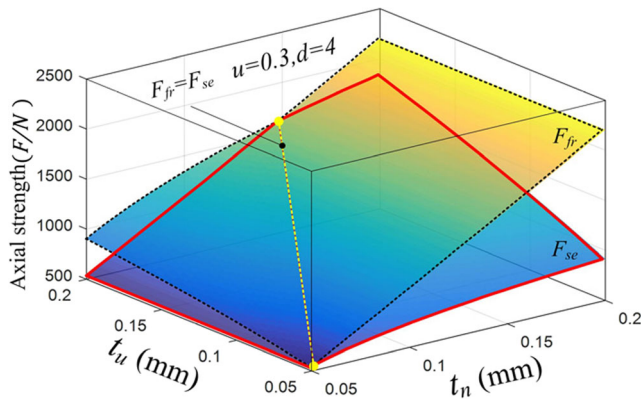 u=0.3,d=4
F_fr=F_se
2500
2000
1500
1000
500
Axial strength(F/N)
F_fr
F_se
0.2
0.15
0.1
0.05
t_u (mm)
0.05
0.1
0.15
0.2
t_n (mm)